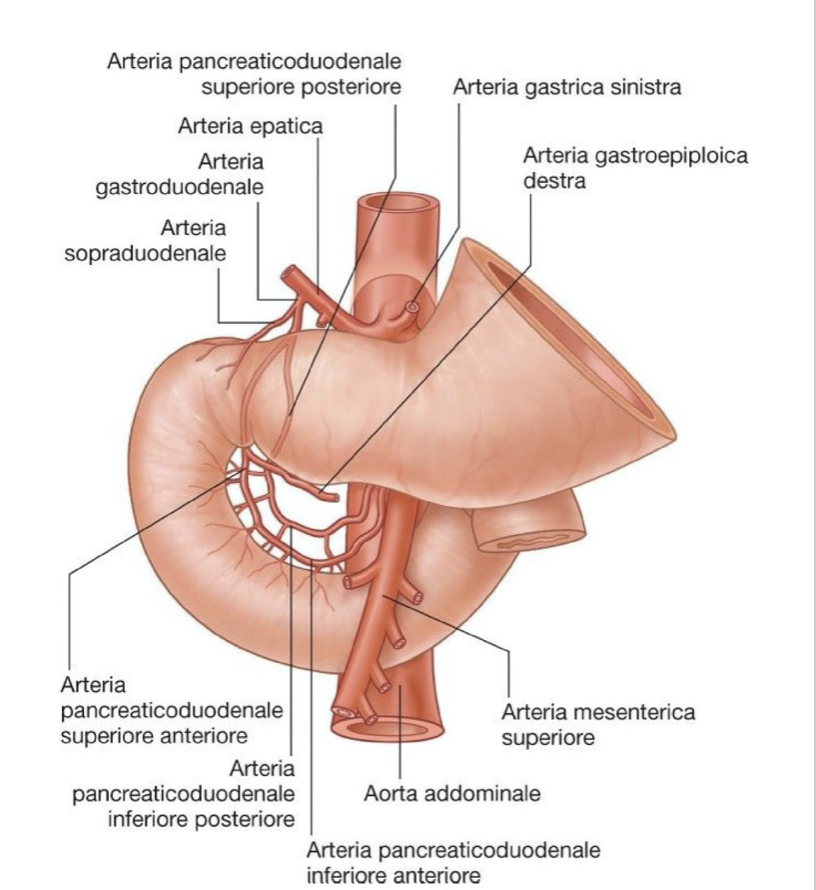 Arteria pancreaticoduodenale
superiore posteriore
Arteria gastrica sinistra
Arteria epatica
Arteria gastroepiploica
destra
Arteria
gastroduodenale
Arteria
sopraduodenale
Arteria
pancreaticoduodenale
superiore anteriore
Arteria mesenterica
superiore
Arteria
pancreaticoduodenale
inferiore posteriore
Aorta addominale
Arteria pancreaticoduodenale
inferiore anteriore